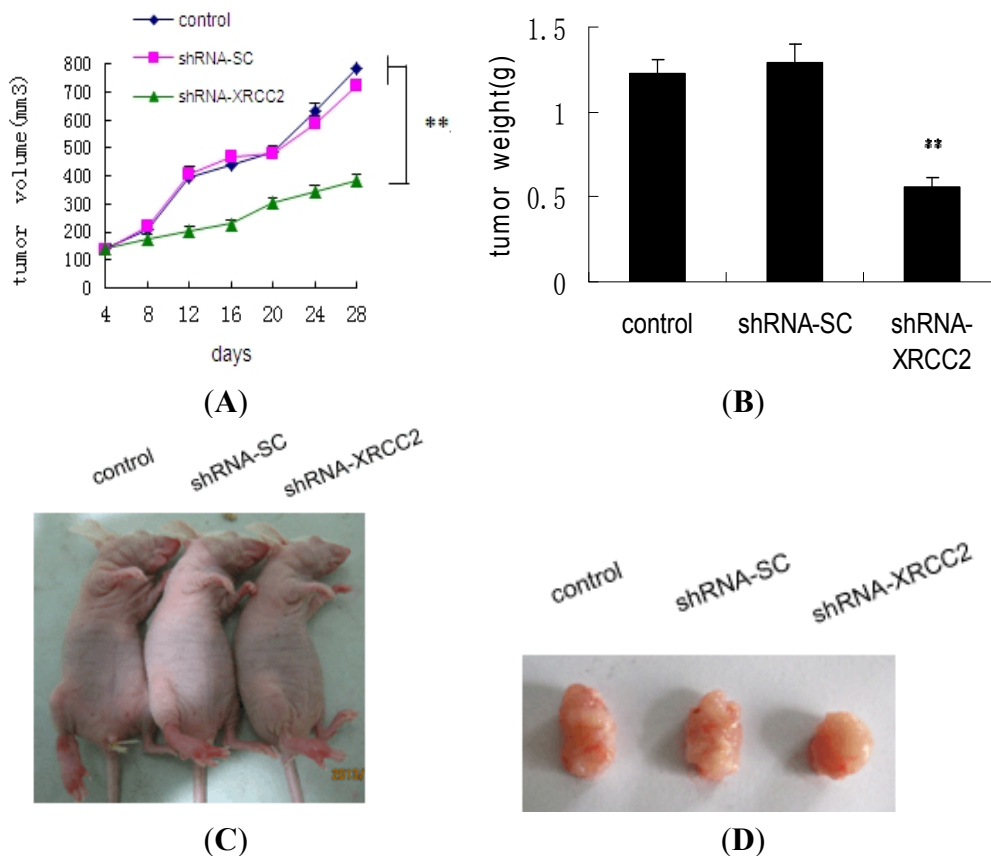 control
shRNA-SC
shRNA-XRCC2
800
700
600
500
400
300
200
100
0
tumor volume(mm3)
4 8 12 16 20 24 28
days
**
(A)
1.5
1
0.5
0
tumor weight(g)
**
control shRNA-SC shRNA-
XRCC2
(B)
control shRNA-SC shRNA-XRCC2
(C)
control shRNA-SC shRNA-XRCC2
(D)